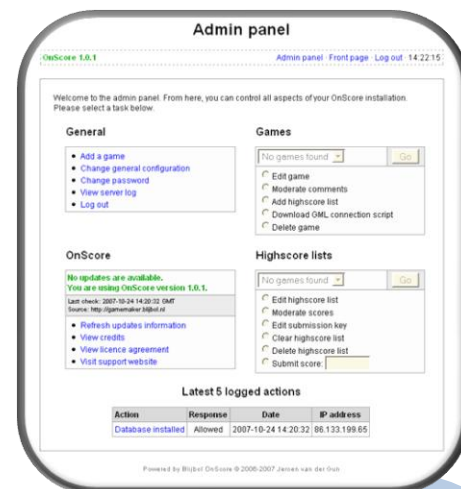 Admin panel
OnScore 1.0.1
Admin panel · Front page · Log out · 14:22:15
Welcome to the admin panel. From here, you can control all aspects of your OnScore installation.
Please select a task below.
General
• Add a game
• Change general configuration
• Change password
• View server log
• Log out
Games
No games found
Go
Edit game
Moderate comments
Add highscore list
Download GML connection script
Delete game
OnScore
No updates are available.
You are using OnScore version 1.0.1.
Last check: 2007-10-24 14:20:32 GMT
Source: http://gamemaker.blijbol.nl
• Refresh updates information
• View credits
• View licence agreement
• Visit support website
Highscore lists
No games found
Go
Edit highscore list
Moderate scores
Edit submission key
Clear highscore list
Delete highscore list
Submit score:
Latest 5 logged actions
Action Response Date IP address
Database installed Allowed 2007-10-24 14:20:32 86.133.199.65
Powered by Blijbol OnScore © 2006-2007 Jeroen van der Gun